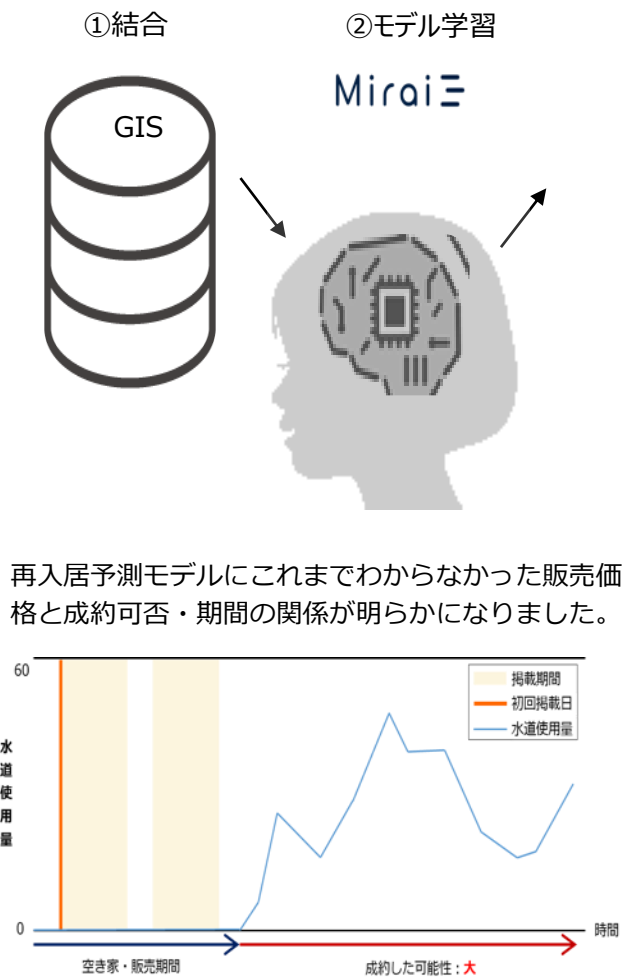 ①結合
②モデル学習
MiraiE
GIS
再入居予測モデルにこれまでわからなかった販売価
格と成約可否・期間の関係が明らかになりました。
60
掲載期間
初回掲載日
水道使用量
水道使用量
0
時間
空き家・販売期間
成約した可能性：大